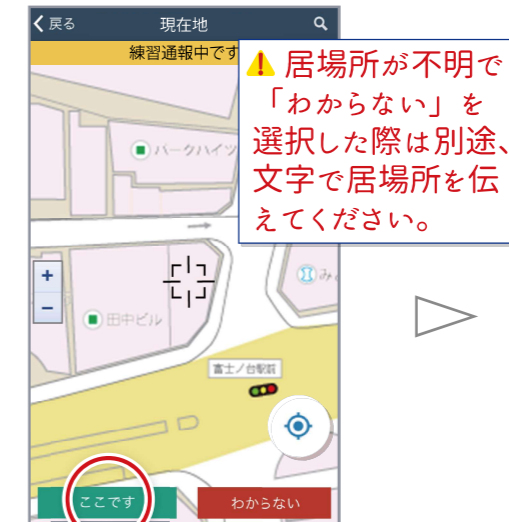 戻る
現在地
練習通報中です
⚠ 居場所が不明で
「わからない」を
選択した際は別途、
文字で居場所を伝
えてください。
パークハイツ
み
+
−
田中ビル
富士ノ台駅前
ここです
わからない